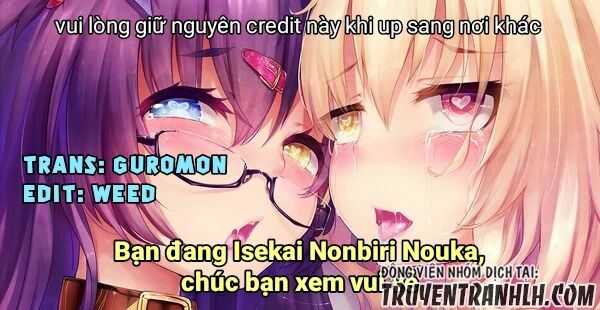 vui lòng giữ nguyên credit này khi up sang nơi khác
TRANS: GUROMON
EDIT: WEED
Bạn đang Isekai Nonbiri Nouka,
chúc bạn xem vui
ĐỘNG VIÊN NHÓM DỊCH TẠI:
TRUYENTRANHLH.COM